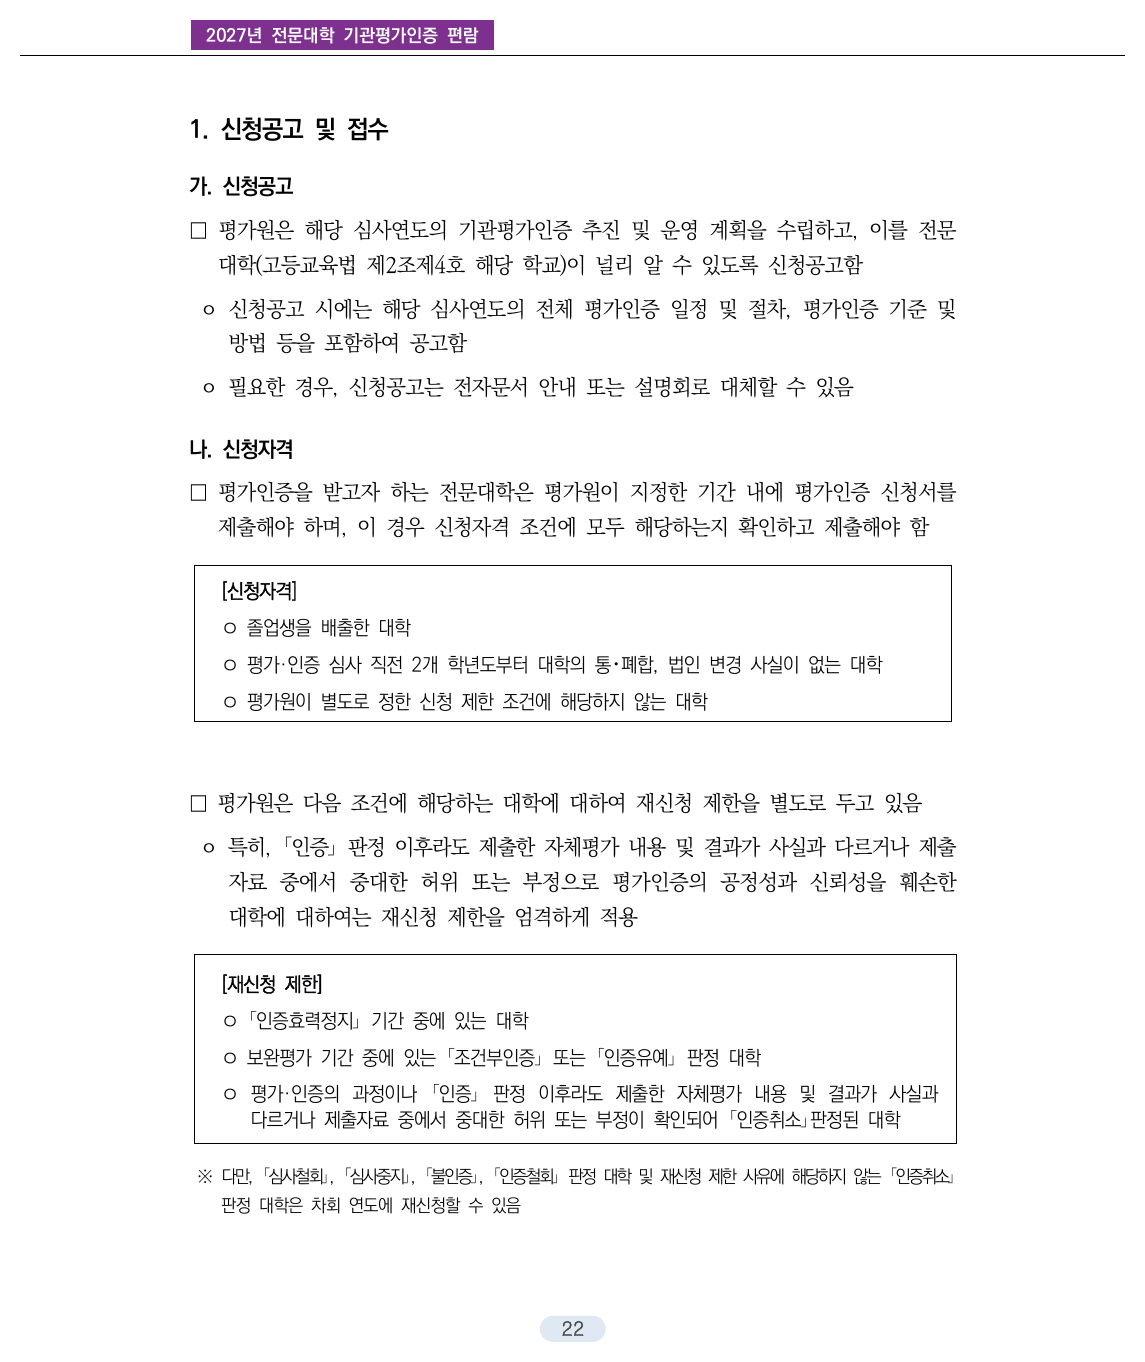 2027년 전문대학 기관평가인증 편람
1. 신청공고 및 접수
가. 신청공고
□ 평가원은 해당 심사연도의 기관평가인증 추진 및 운영 계획을 수립하고, 이를 전문
대학(고등교육법 제2조제4호 해당 학교)이 널리 알 수 있도록 신청공고함
ㅇ 신청공고 시에는 해당 심사연도의 전체 평가인증 일정 및 절차, 평가인증 기준 및
방법 등을 포함하여 공고함
ㅇ 필요한 경우, 신청공고는 전자문서 안내 또는 설명회로 대체할 수 있음
나. 신청자격
□ 평가인증을 받고자 하는 전문대학은 평가원이 지정한 기간 내에 평가인증 신청서를
제출해야 하며, 이 경우 신청자격 조건에 모두 해당하는지 확인하고 제출해야 함
[신청자격]
ㅇ 졸업생을 배출한 대학
ㅇ 평가·인증 심사 직전 2개 학년도부터 대학의 통·폐합, 법인 변경 사실이 없는 대학
ㅇ 평가원이 별도로 정한 신청 제한 조건에 해당하지 않는 대학
□ 평가원은 다음 조건에 해당하는 대학에 대하여 재신청 제한을 별도로 두고 있음
ㅇ 특히, 「인증」 판정 이후라도 제출한 자체평가 내용 및 결과가 사실과 다르거나 제출
자료 중에서 중대한 허위 또는 부정으로 평가인증의 공정성과 신뢰성을 훼손한
대학에 대하여는 재신청 제한을 엄격하게 적용
[재신청 제한]
ㅇ 「인증효력정지」 기간 중에 있는 대학
ㅇ 보완평가 기간 중에 있는 「조건부인증」 또는 「인증유예」 판정 대학
ㅇ 평가·인증의 과정이나 「인증」 판정 이후라도 제출한 자체평가 내용 및 결과가 사실과
다르거나 제출자료 중에서 중대한 허위 또는 부정이 확인되어 「인증취소」 판정된 대학
※ 다만, 「심사철회」, 「심사중지」, 「불인증」, 「인증철회」 판정 대학 및 재신청 제한 사유에 해당하지 않는 「인증취소」
판정 대학은 차회 연도에 재신청할 수 있음
22